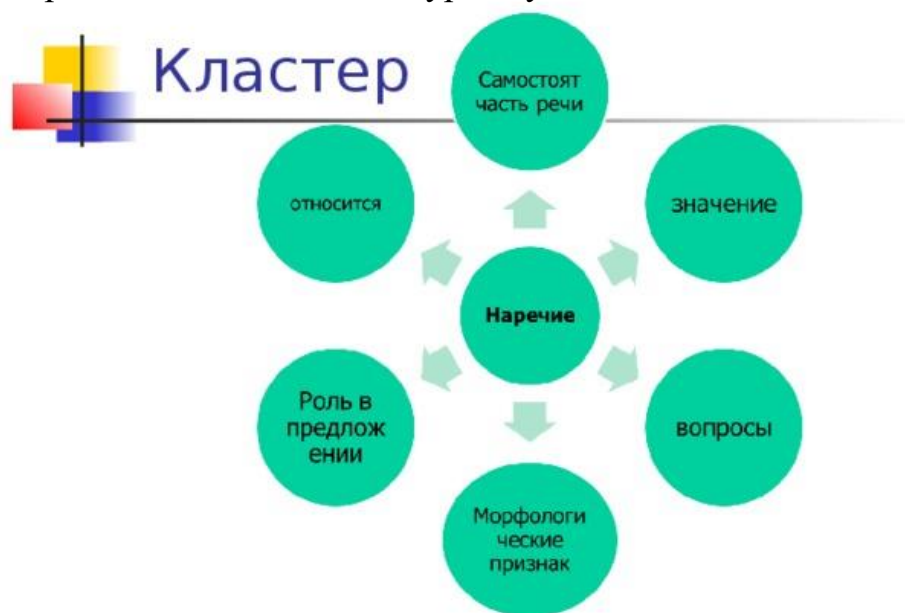 Кластер
Самостоят
часть речи
относится
значение
Наречие
Роль в
предлож
ении
вопросы
Морфологи
ческие
признак